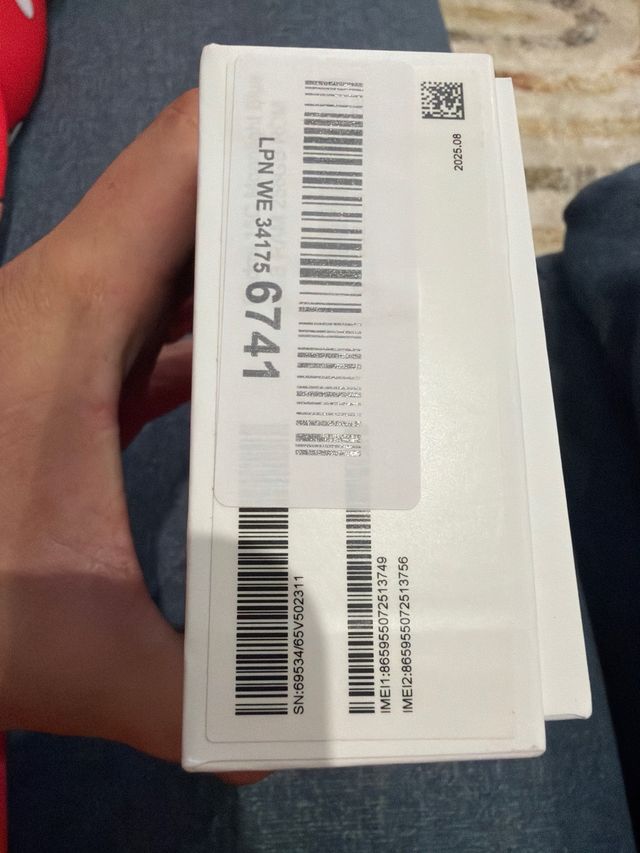 LPN WE 34175 6741
2025.08
SN:69534/65V502311
IMEI1:865955072513749
IMEI2:865955072513756